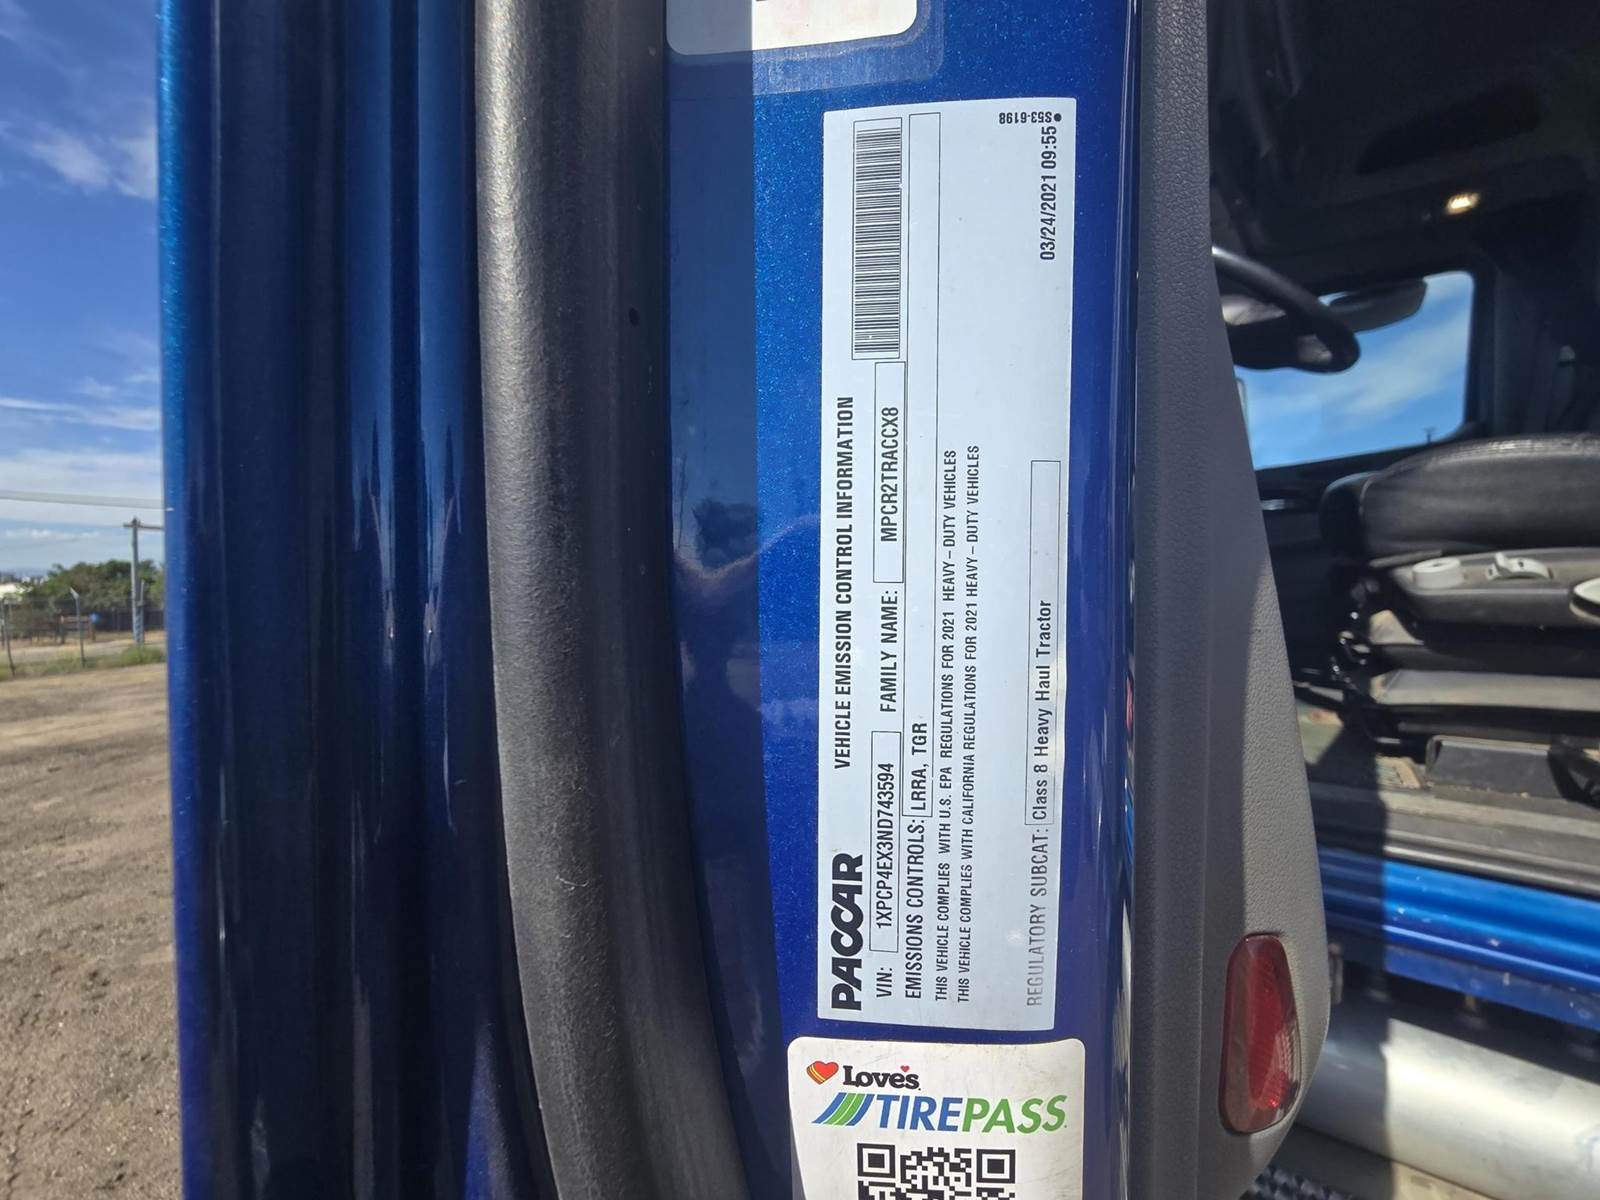 PACCAR
VEHICLE EMISSION CONTROL INFORMATION
VIN: 1XPCP4EX3ND743594 FAMILY NAME: MPCR2TRACCX8
EMISSIONS CONTROLS: LRRA, TGR
THIS VEHICLE COMPLIES WITH U.S. EPA REGULATIONS FOR 2021 HEAVY - DUTY VEHICLES
THIS VEHICLE COMPLIES WITH CALIFORNIA REGULATIONS FOR 2021 HEAVY - DUTY VEHICLES
REGULATORY SUBCAT: Class 8 Heavy Haul Tractor
03/24/2021 09:55
S53-6198
Love's
TIREPASS